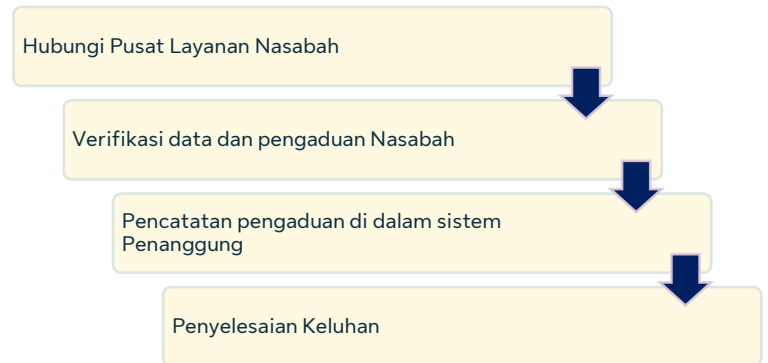 Hubungi Pusat Layanan Nasabah
Verifikasi data dan pengaduan Nasabah
Pencatatan pengaduan di dalam sistem
Penanggung
Penyelesaian Keluhan